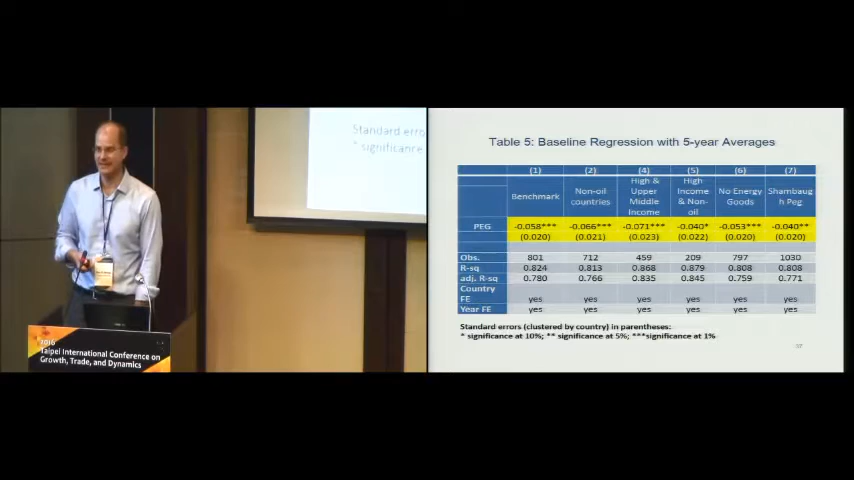 Standard erro
* significance
2016
Taipei International Conference on
Growth, Trade, and Dynamics
Table 5: Baseline Regression with 5-year Averages
(1) (2) (4) (5) (6) (7)
Benchmark Non-oil countries High & Upper Middle Income High Income & Non-oil No Energy Goods Shambaugh Peg
PEG -0.058*** -0.066*** -0.071*** -0.040* -0.053*** -0.040**
(0.020) (0.021) (0.023) (0.022) (0.020) (0.020)
Obs. 801 712 459 209 797 1030
R-sq 0.824 0.813 0.868 0.879 0.808 0.808
adj. R-sq 0.780 0.766 0.835 0.845 0.759 0.771
Country
FE yes yes yes yes yes yes
Year FE yes yes yes yes yes yes
Standard errors (clustered by country) in parentheses:
* significance at 10%; ** significance at 5%; ***significance at 1%